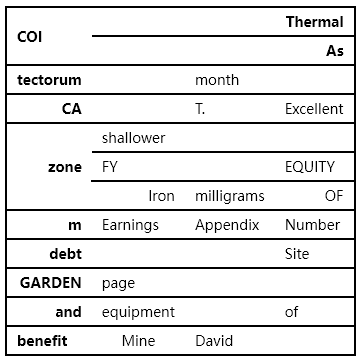 COI Thermal
As
tectorum month
CA T. Excellent
zone shallower
FY EQUITY
Iron milligrams OF
m Earnings Appendix Number
debt Site
GARDEN page
and equipment of
benefit Mine David